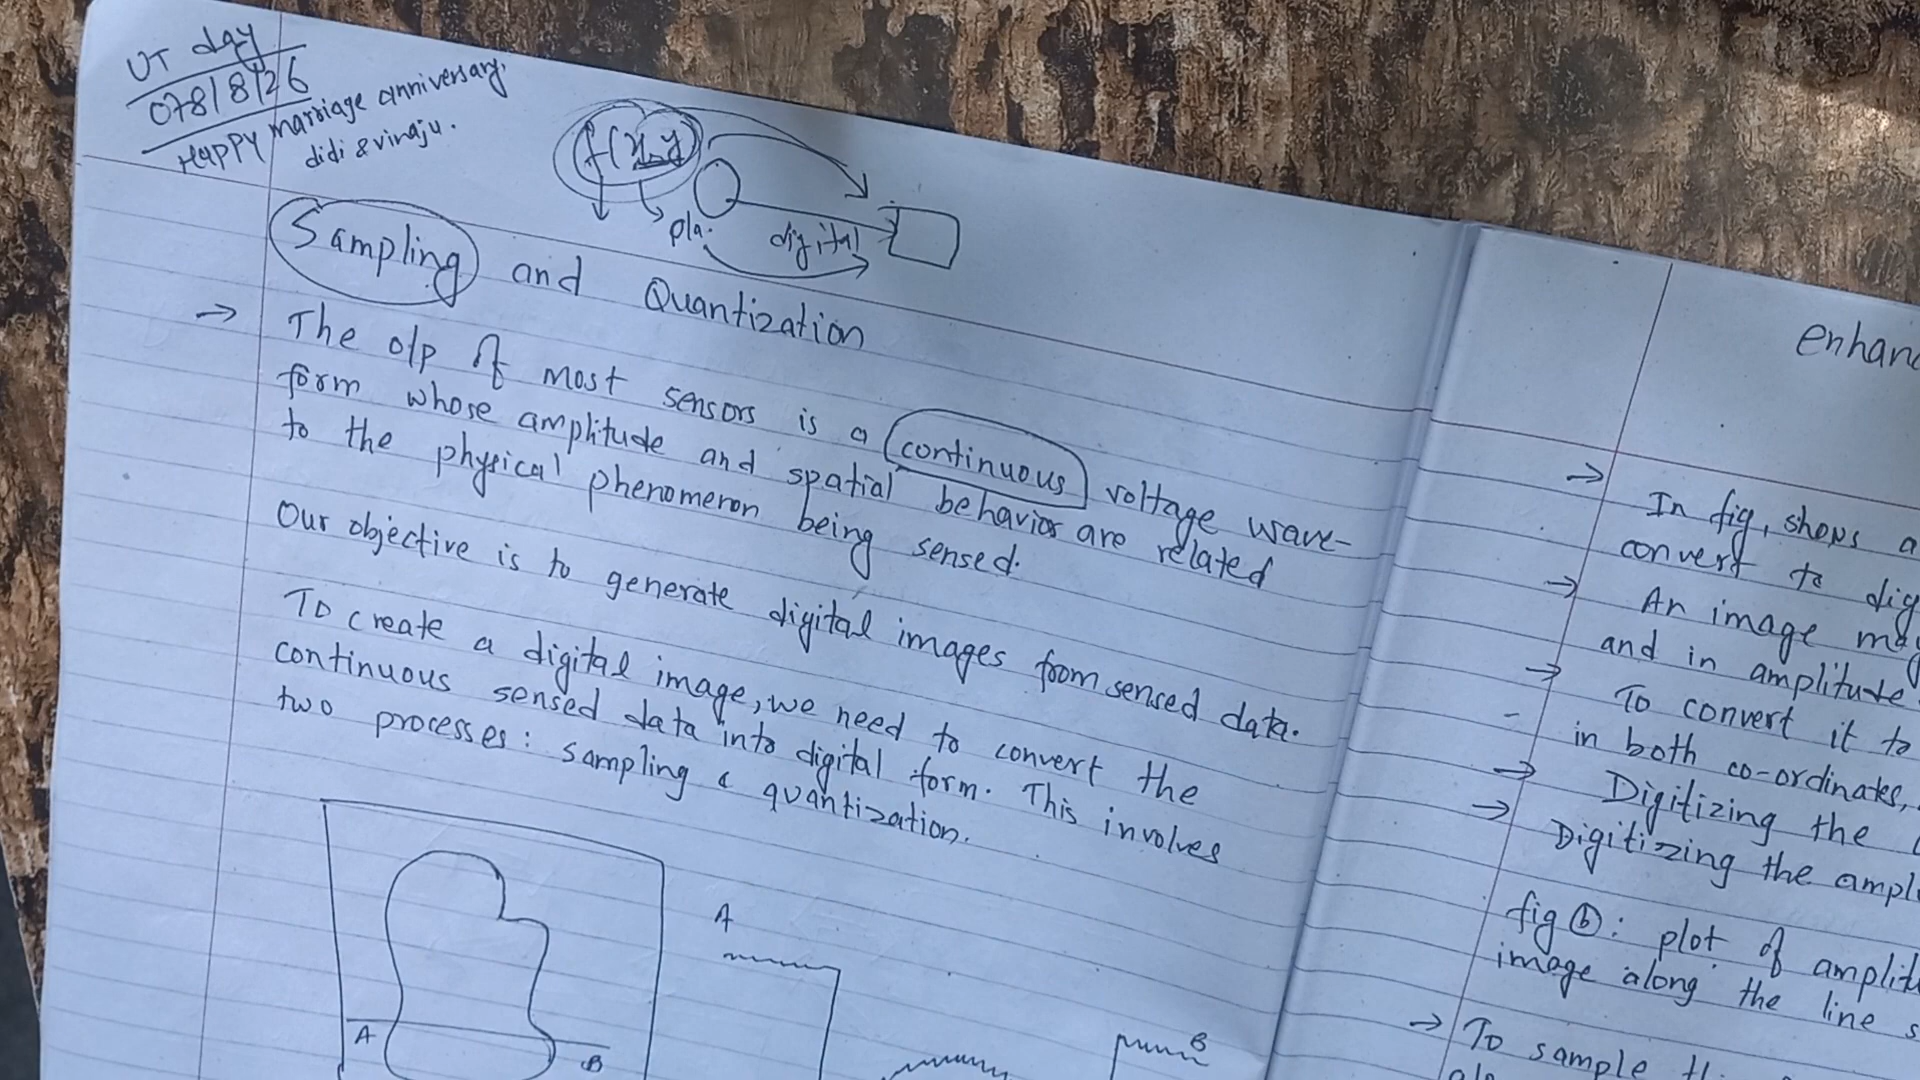 UT day
078/8/26
Happy marriage anniversary.
didi & vinaju.
f(x,y)
pla.
digital
Sampling and Quantization
→ The o/p of most sensors is a continuous voltage wave-
form whose amplitude and spatial behavior are related
to the physical phenomeron being sensed.
Our objective is to generate digital images from sensed data.
To create a digital image, we need to convert the
continuous sensed data into digital form. This involves
two processes: sampling & quantization.
A
B
A
B
enhanc
→ In fig, shows a
convert to dig
→ An image may
and in amplitude.
→ To convert it to
- in both co-ordinates,
→ Digitizing the
→ Digitizing the ampl
fig ⓑ: plot of amplit
image along the line s
→ To sample